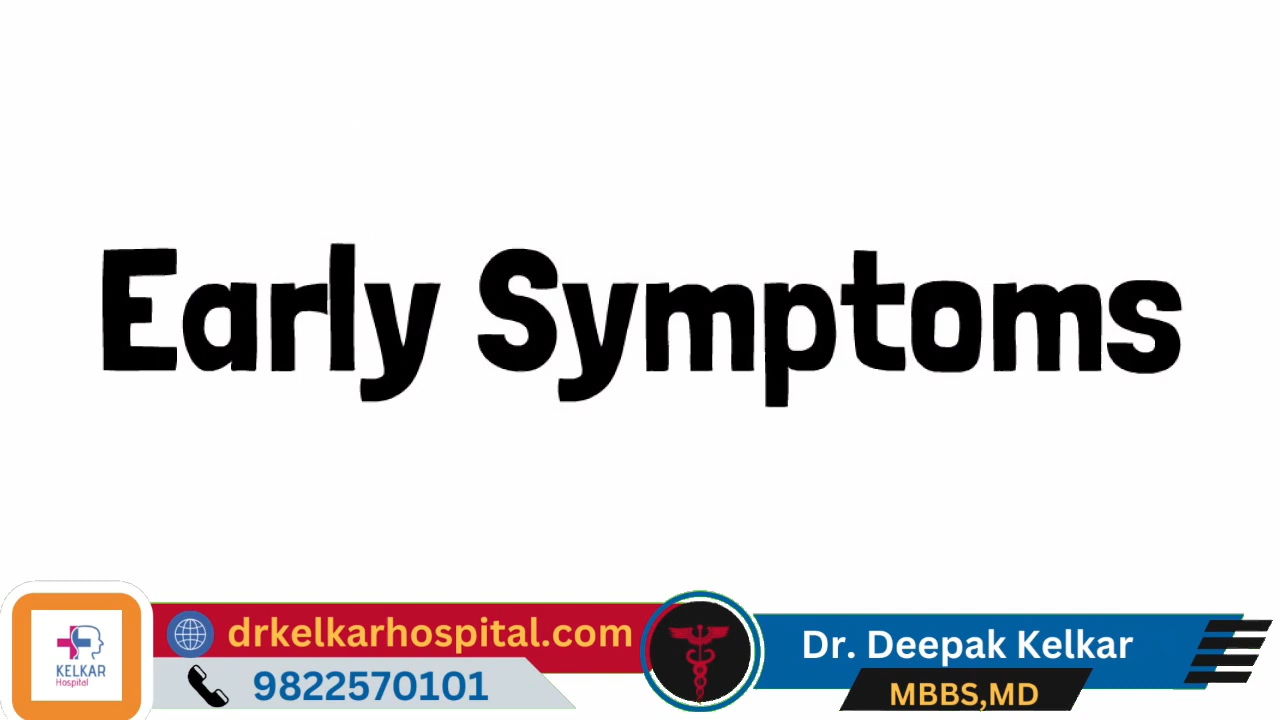 Early Symptoms
KELKAR
Hospital
drkelkarhospital.com
9822570101
Dr. Deepak Kelkar
MBBS,MD